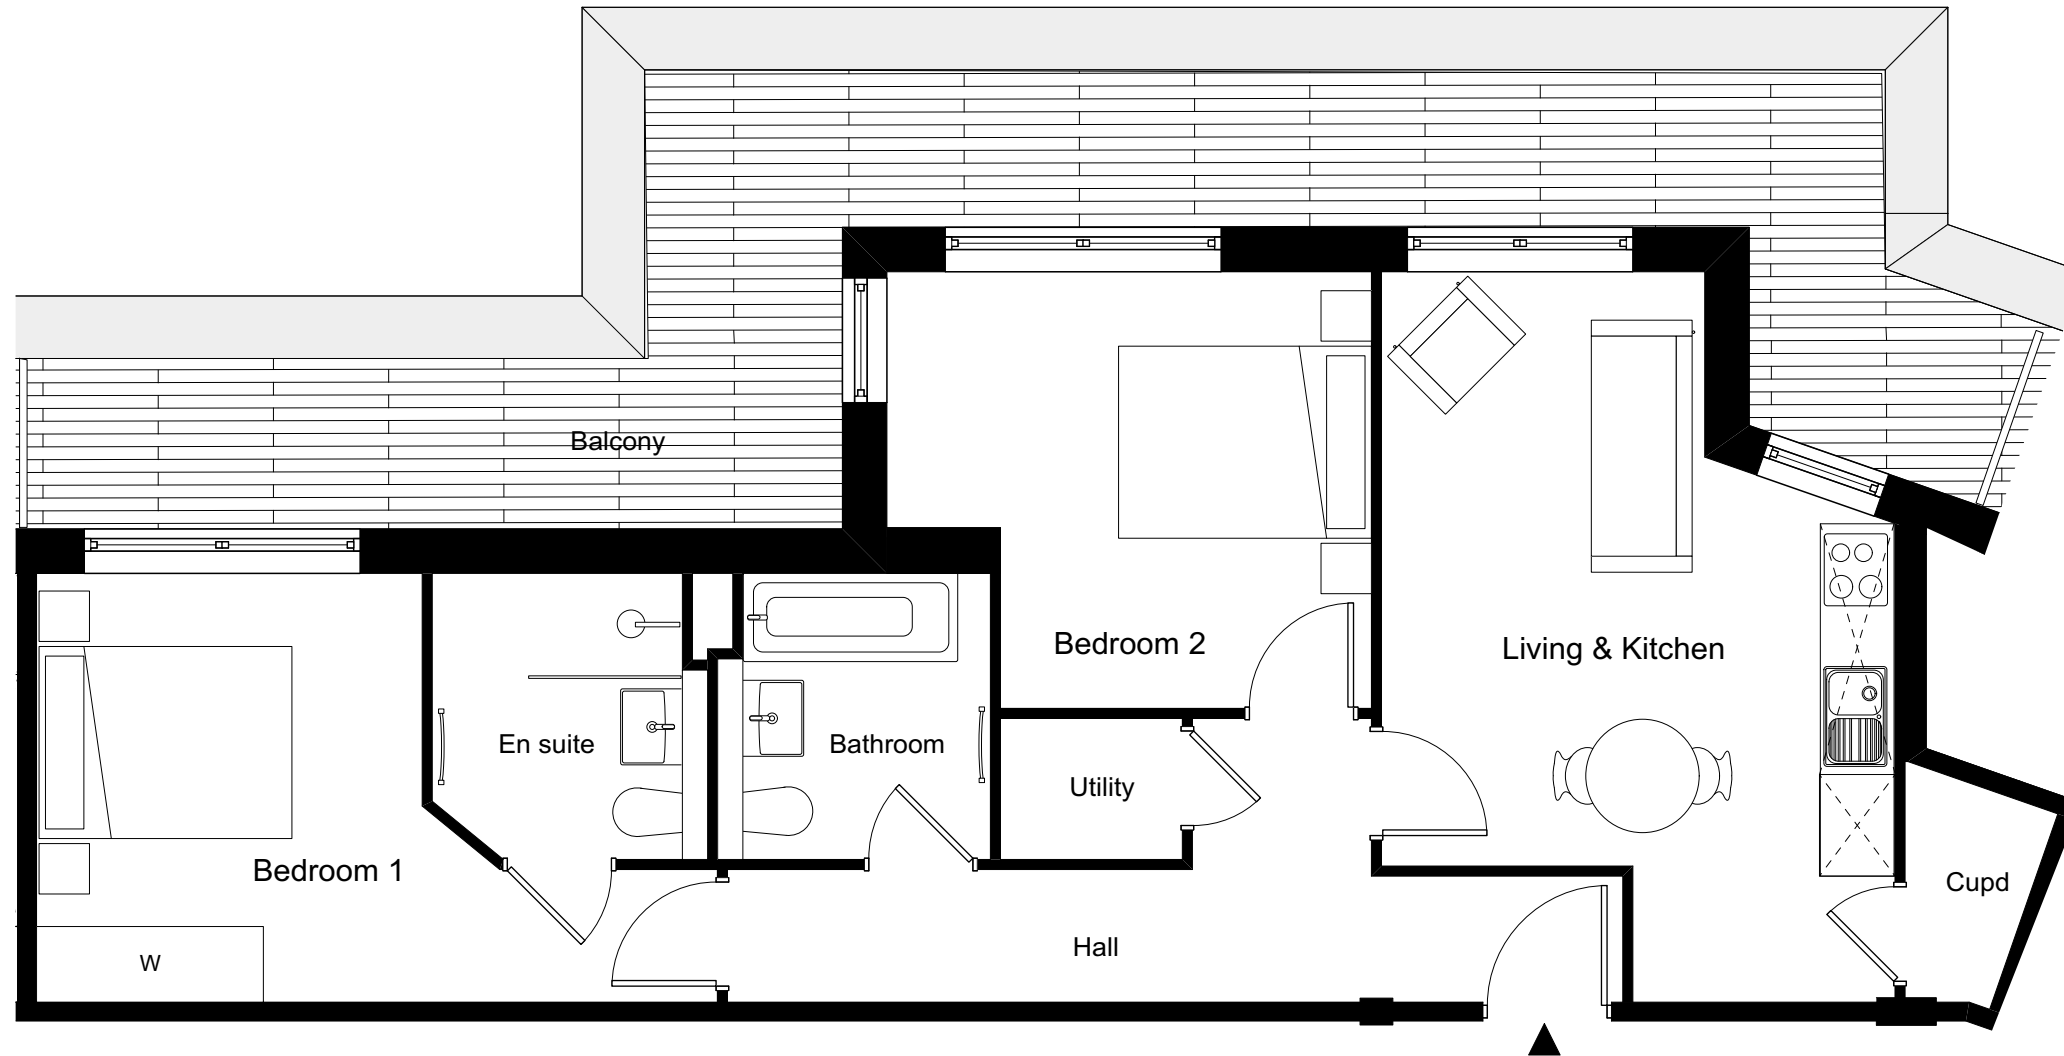 Balcony
Bedroom 2
Living & Kitchen
En suite
Bathroom
Utility
Bedroom 1
Cupd
Hall
W